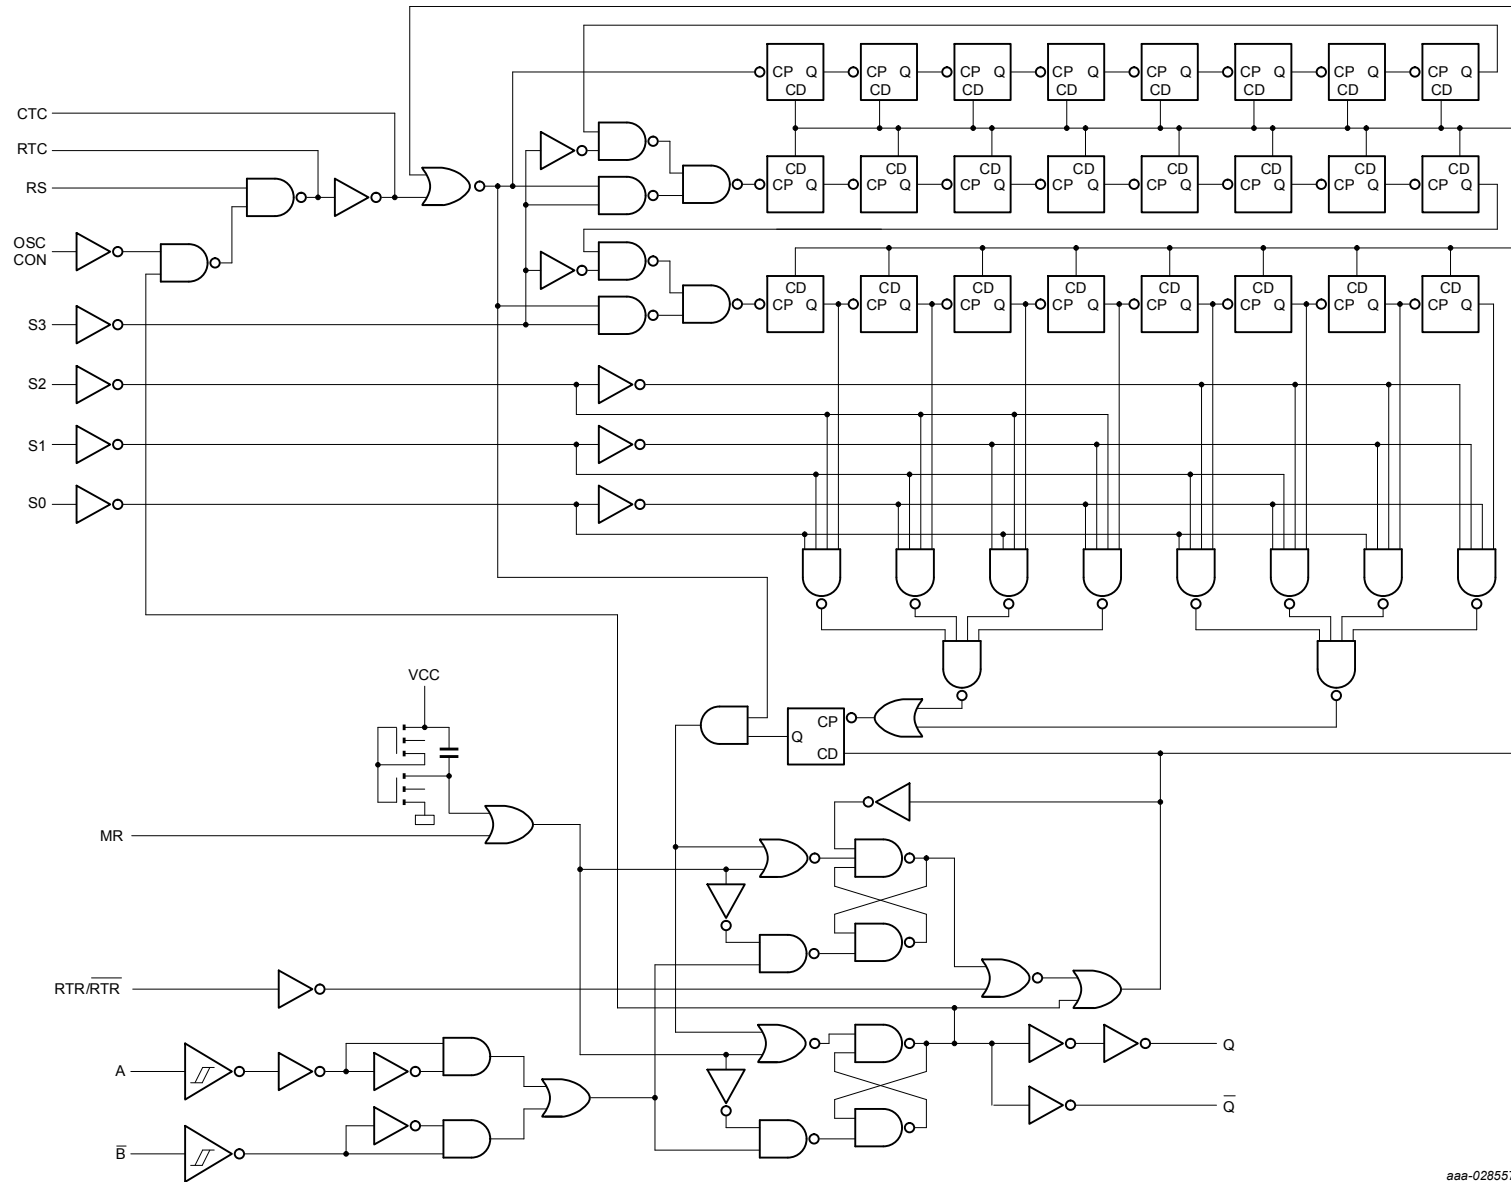 CP Q CP Q CP Q CP Q CP Q CP Q CP Q CP Q
CD CD CD CD CD CD CD CD
CTC
RTC
CD CD CD CD CD CD CD CD
RS
CP Q CP Q CP Q CP Q CP Q CP Q CP Q CP Q
OSC
CON
CD CD CD CD CD CD CD CD
CP Q CP Q CP Q CP Q CP Q CP Q CP Q CP Q
S3
S2
S1
S0
VCC
CP
Q
CD
MR
RTR/R̅T̅R̅
Q
A
Q̅
B̅
aaa-028557